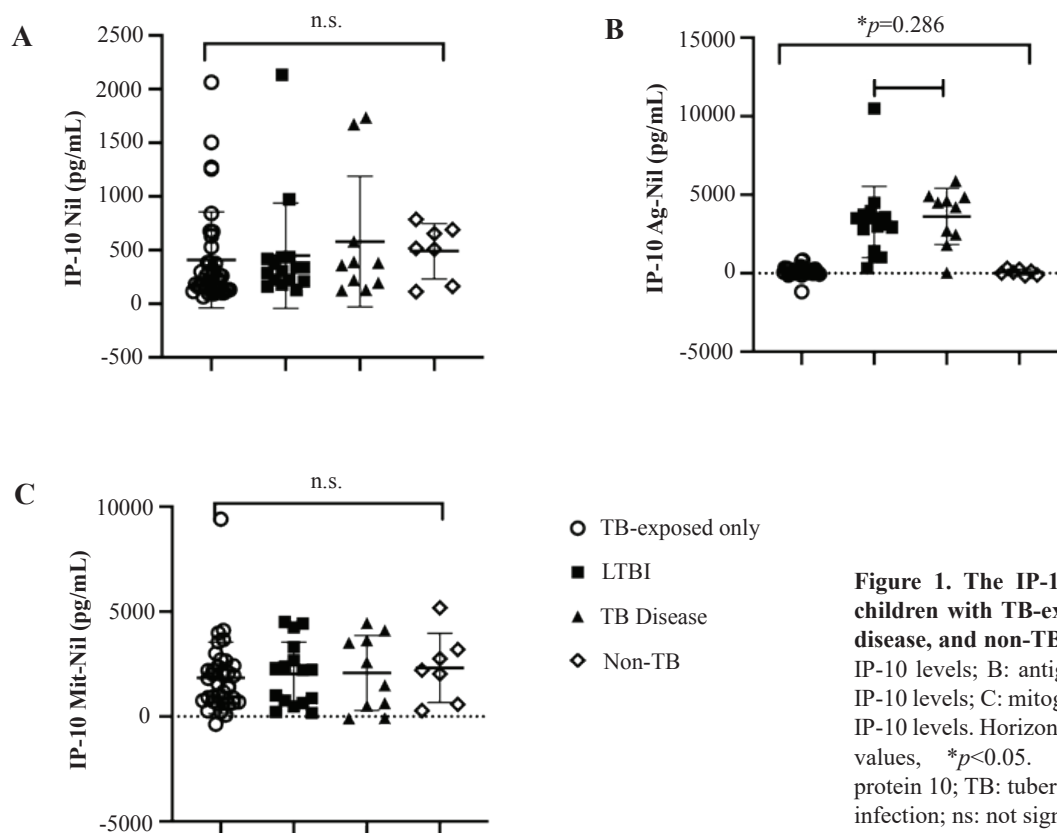 A
IP-10 Nil (pg/mL)
n.s.
2500
2000
1500
1000
500
0
-500
B
IP-10 Ag-Nil (pg/mL)
*p=0.286
15000
10000
5000
0
-5000
C
IP-10 Mit-Nil (pg/mL)
n.s.
10000
5000
0
-5000
TB-exposed only
LTBI
TB Disease
Non-TB
Figure 1. The IP-1
children with TB-ex
disease, and non-TB
IP-10 levels; B: antig
IP-10 levels; C: mitog
IP-10 levels. Horizon
values, *p<0.05.
protein 10; TB: tuber
infection; ns: not sign